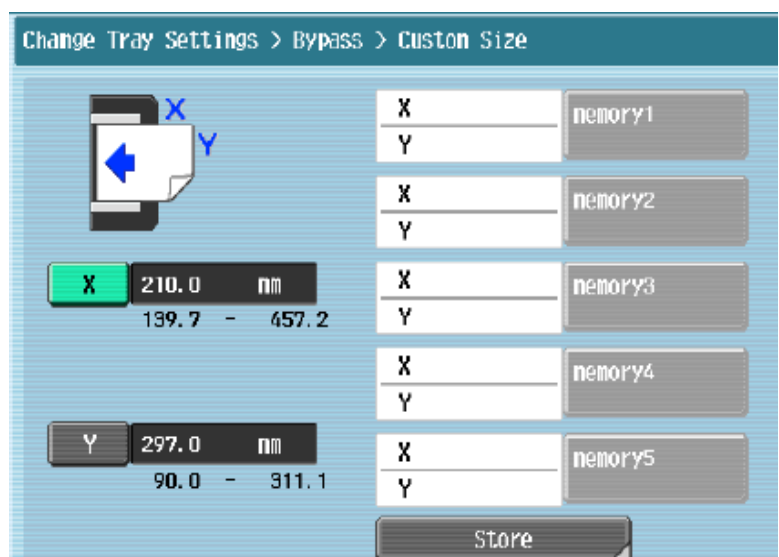 Change Tray Settings > Bypass > Custon Size
X
Y
X 210.0 nm
139.7 - 457.2
Y 297.0 nm
90.0 - 311.1
X
Y
nemory1
X
Y
nemory2
X
Y
nemory3
X
Y
nemory4
X
Y
nemory5
Store